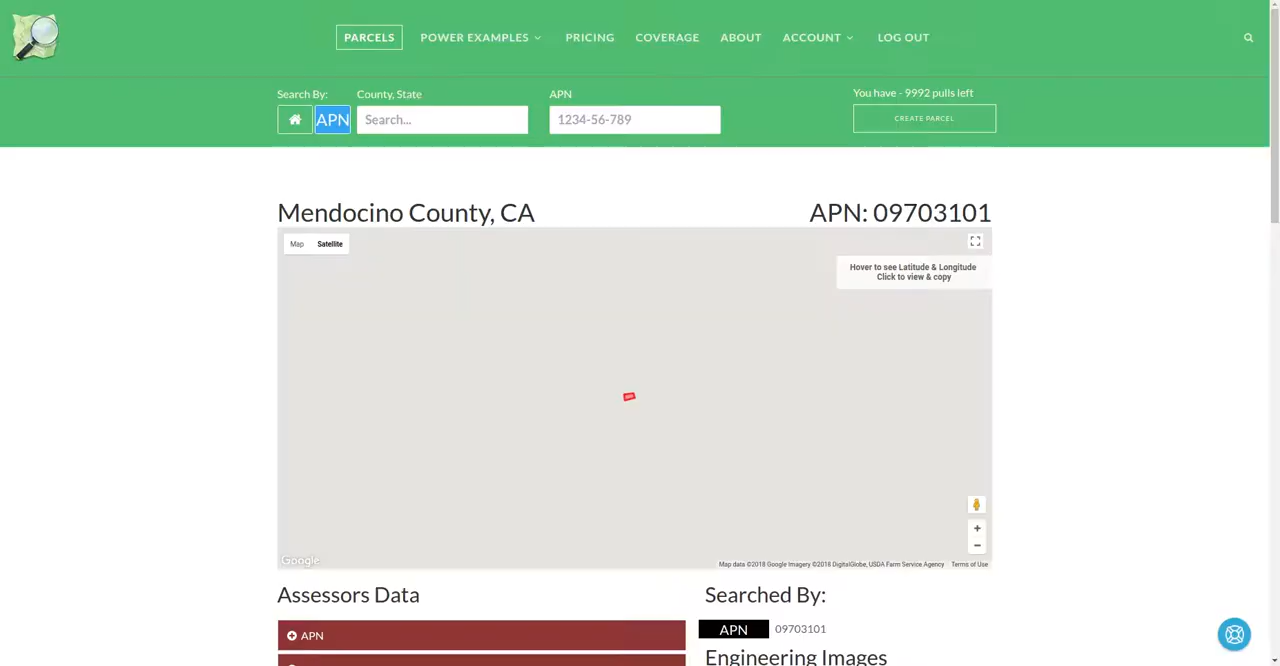 PARCELS POWER EXAMPLES PRICING COVERAGE ABOUT ACCOUNT LOG OUT
Search By: County, State APN You have - 9992 pulls left
APN Search... 1234-56-789 CREATE PARCEL
Mendocino County, CA APN: 09703101
Map Satellite
Hover to see Latitude & Longitude
Click to view & copy
Google Map data ©2018 Google Imagery ©2018 DigitalGlobe, USDA Farm Service Agency Terms of Use
Assessors Data Searched By:
APN APN 09703101
Engineering Images